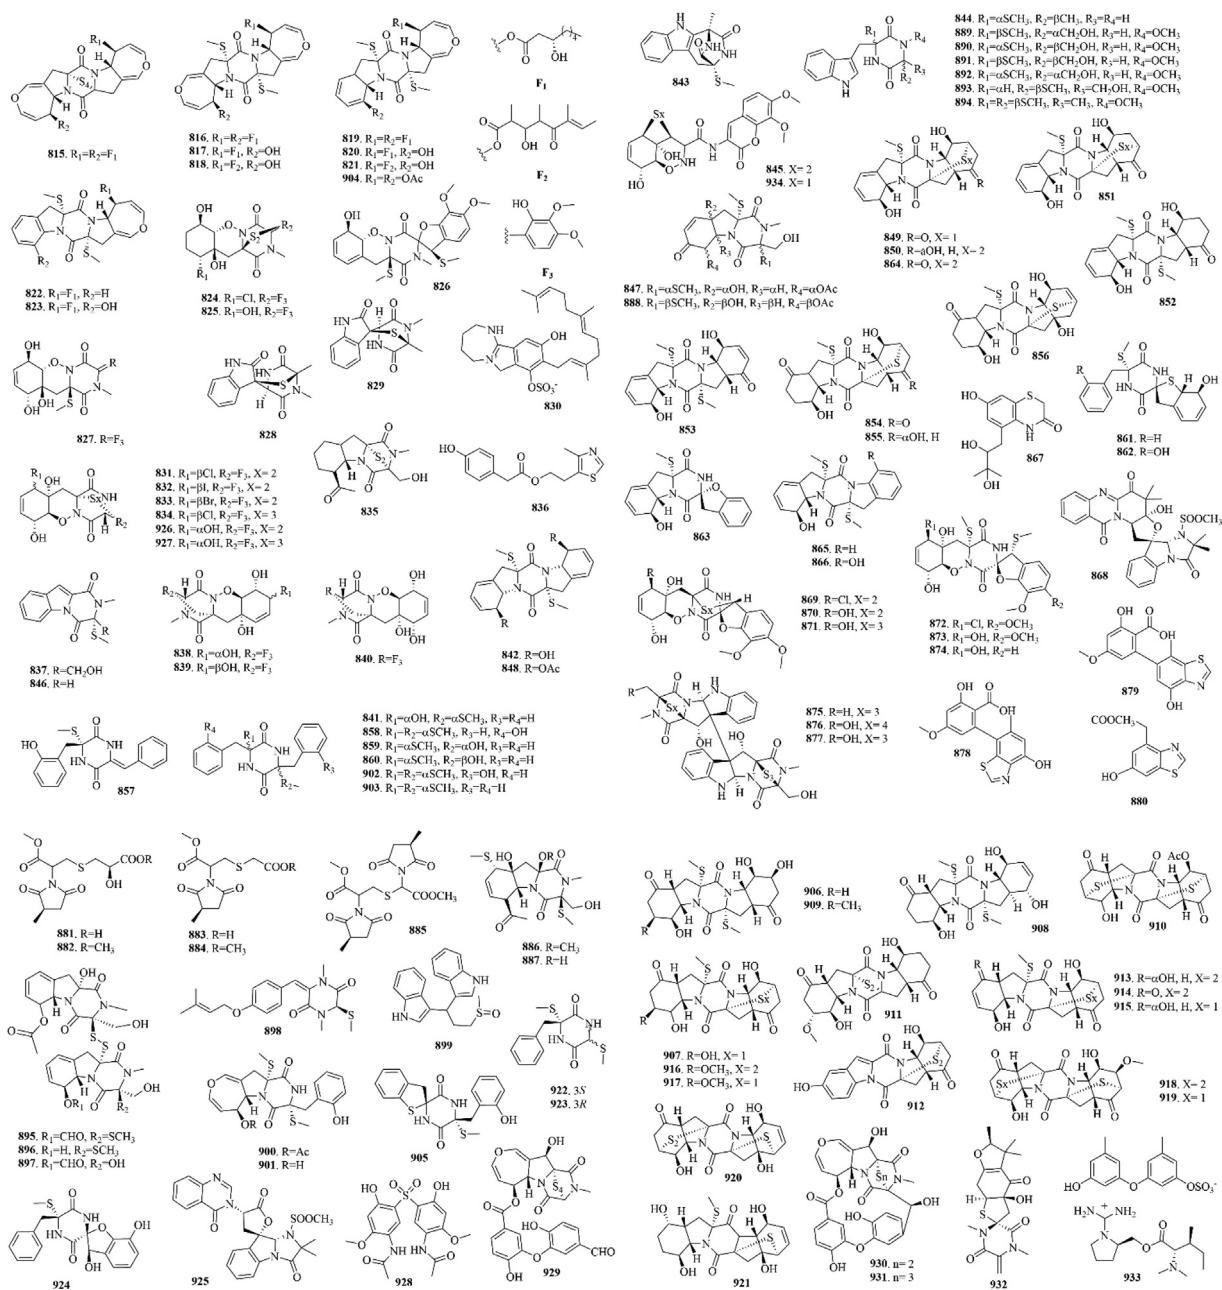 815. R1=R2=F1
816. R1=R2=F1
817. R1=F1, R2=OH
818. R1=F2, R2=OH
819. R1=R2=F1
820. R1=F1, R2=OH
821. R1=F2, R2=OH
904. R1=R2=OAc
F1
F2
F3
822. R1=F1, R2=H
823. R1=F1, R2=OH
824. R1=Cl, R2=F3
825. R1=OH, R2=F3
826
827. R=F3
828
829
830
831. R1=βCl, R2=F3, X= 2
832. R1=βI, R2=F3, X= 2
833. R1=βBr, R2=F3, X= 2
834. R1=βCl, R2=F3, X= 3
926. R1=αOH, R2=F3, X= 2
927. R1=αOH, R2=F3, X= 3
835
836
837. R=CH2OH
846. R=H
838. R1=αOH, R2=F3
839. R1=βOH, R2=F3
840. R=F3
842. R=OH
848. R=OAc
857
841. R1=αOH, R2=αSCH3, R3=R4=H
858. R1=R2=αSCH3, R3=H, R4=OH
859. R1=αSCH3, R2=αOH, R3=R4=H
860. R1=αSCH3, R2=βOH, R3=R4=H
902. R1=R2=αSCH3, R3=OH, R4=H
903. R1=R2=αSCH3, R3=R4=H
843
844. R1=αSCH3, R2=βCH3, R3=R4=H
889. R1=βSCH3, R2=αCH2OH, R3=H, R4=OCH3
890. R1=αSCH3, R2=βCH2OH, R3=H, R4=OCH3
891. R1=βSCH3, R2=βCH2OH, R3=H, R4=OCH3
892. R1=αSCH3, R2=αCH2OH, R3=H, R4=OCH3
893. R1=αH, R2=βSCH3, R3=CH2OH, R4=OCH3
894. R1=R2=βSCH3, R3=CH3, R4=OCH3
845. X= 2
934. X= 1
847. R1=αSCH3, R2=αOH, R3=αH, R4=αOAc
888. R1=βSCH3, R2=βOH, R3=βH, R4=βOAc
849. R=O, X= 1
850. R=aOH, H, X= 2
864. R=O, X= 2
851
852
853
854. R=O
855. R=αOH, H
856
867
861. R=H
862. R=OH
863
865. R=H
866. R=OH
868
869. R=Cl, X= 2
870. R=OH, X= 2
871. R=OH, X= 3
872. R1=Cl, R2=OCH3
873. R1=OH, R2=OCH3
874. R1=OH, R2=H
875. R=H, X= 3
876. R=OH, X= 4
877. R=OH, X= 3
878
879
880
881. R=H
882. R=CH3
883. R=H
884. R=CH3
885
886. R=CH3
887. R=H
895. R1=CHO, R2=SCH3
896. R1=H, R2=SCH3
897. R1=CHO, R2=OH
898
899
900. R=Ac
901. R=H
905
922. 3S
923. 3R
924
925
928
929
906. R=H
909. R=CH3
908
910
907. R=OH, X= 1
916. R=OCH3, X= 2
917. R=OCH3, X= 1
911
912
913. R=αOH, H, X= 2
914. R=O, X= 2
915. R=αOH, H, X= 1
918. X= 2
919. X= 1
920
921
930. n= 2
931. n= 3
932
933